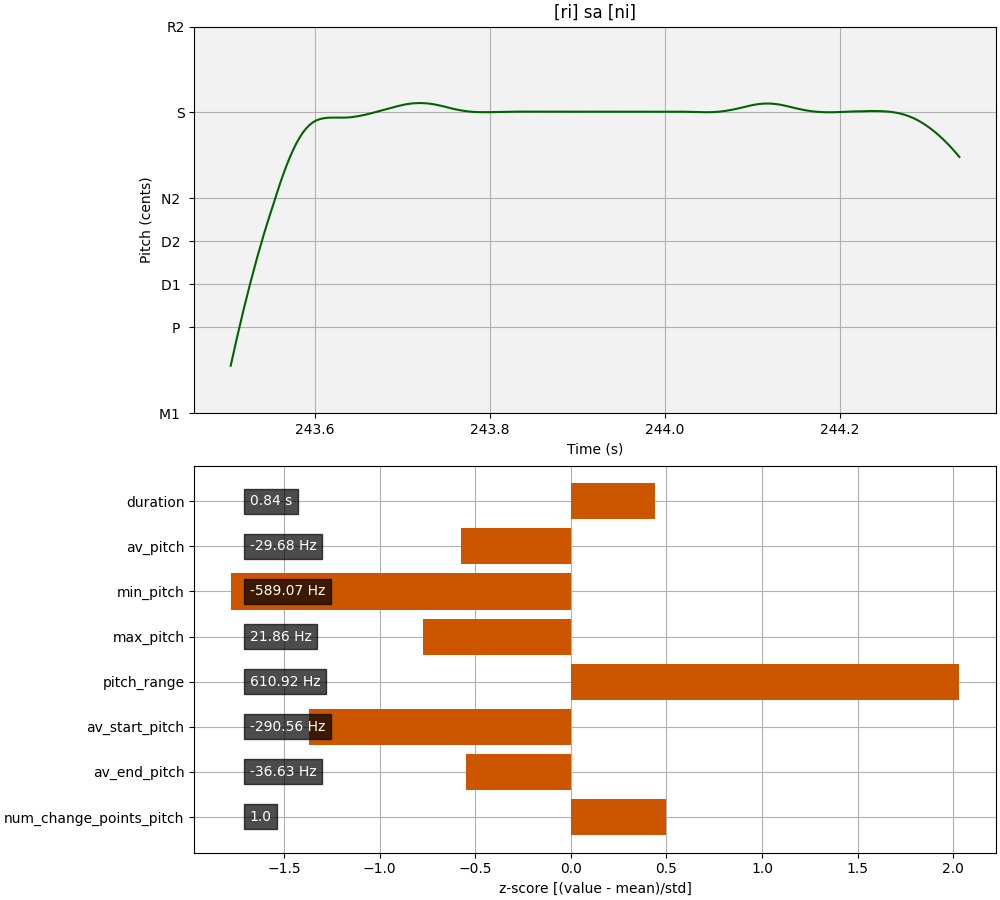 [ri] sa [ni]
R2
S
N2
D2
D1
P
M1
Pitch (cents)
243.6 243.8 244.0 244.2
Time (s)
duration 0.84 s
av_pitch -29.68 Hz
min_pitch -589.07 Hz
max_pitch 21.86 Hz
pitch_range 610.92 Hz
av_start_pitch -290.56 Hz
av_end_pitch -36.63 Hz
num_change_points_pitch 1.0
−1.5 −1.0 −0.5 0.0 0.5 1.0 1.5 2.0
z-score [(value - mean)/std]